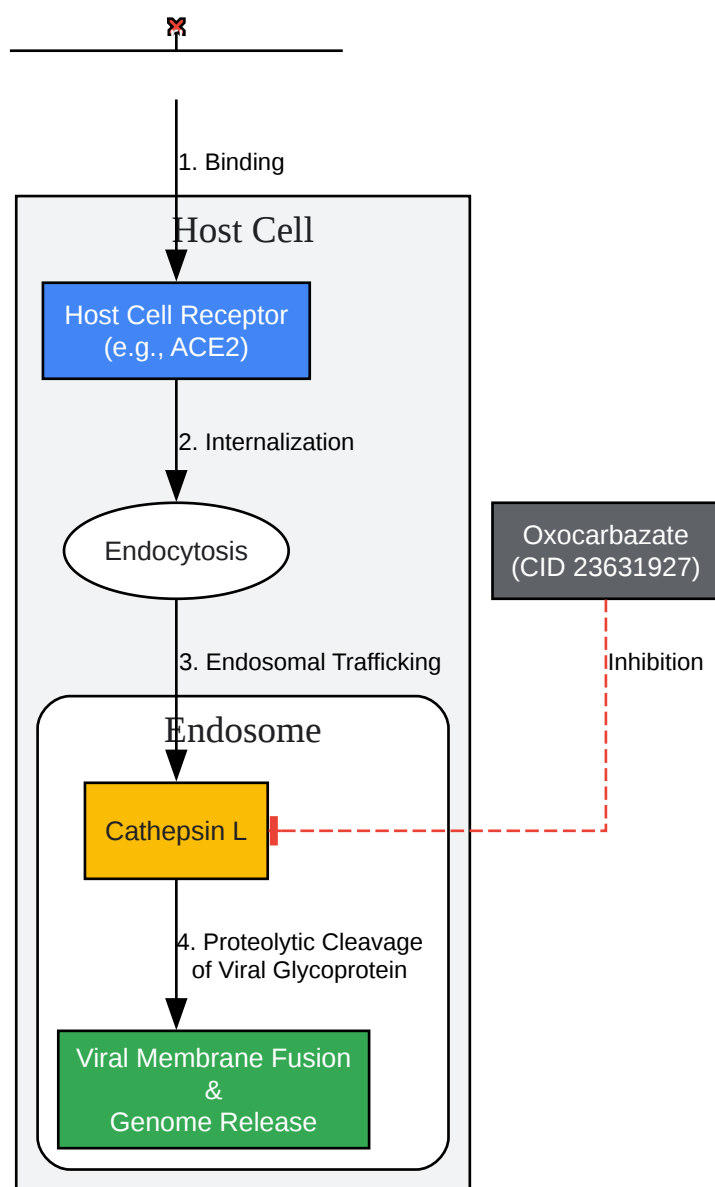 1. Binding
Host Cell
Host Cell Receptor
(e.g., ACE2)
2. Internalization
Endocytosis
Oxocarbazate
(CID 23631927)
3. Endosomal Trafficking
Inhibition
Endosome
Cathepsin L
4. Proteolytic Cleavage
of Viral Glycoprotein
Viral Membrane Fusion
&
Genome Release